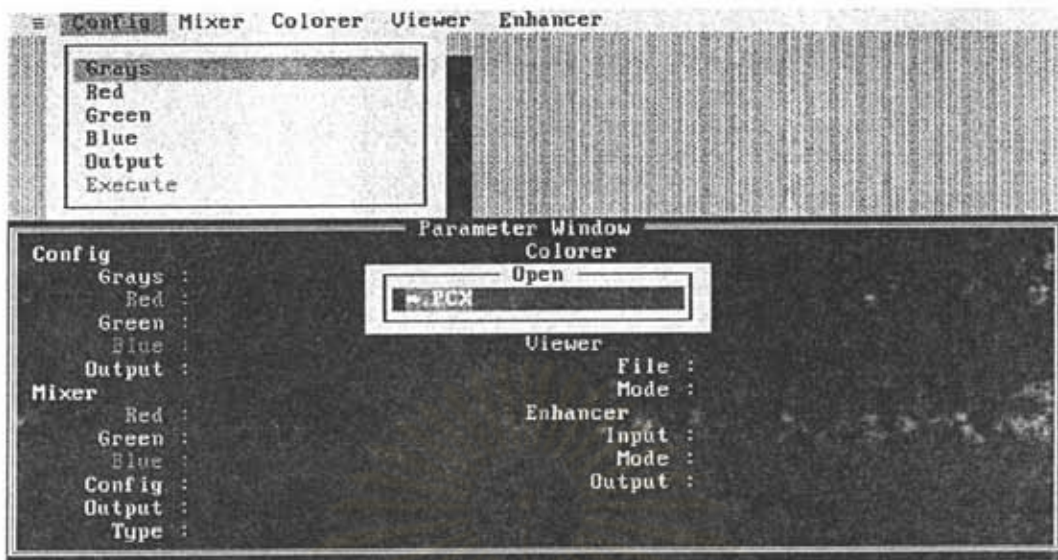 ≡ Config Mixer Colorer Viewer Enhancer
Grays
Red
Green
Blue
Output
Execute
Parameter Window
Config
Grays :
Red :
Green :
Blue :
Output :
Mixer
Red :
Green :
Blue :
Config :
Output :
Type :
Colorer
Open
*.PCX
Viewer
File :
Mode :
Enhancer
Input :
Mode :
Output :